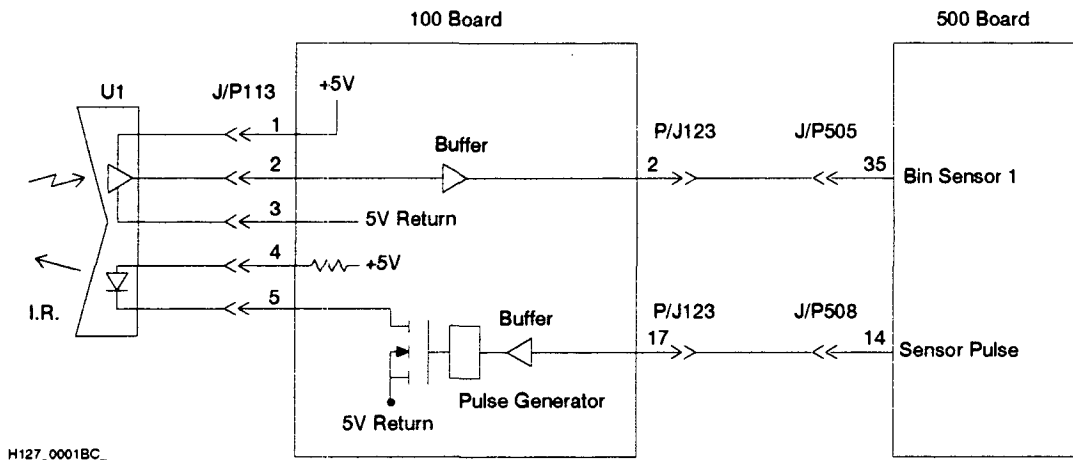 100 Board
500 Board
U1
J/P113
+5V
1
P/J123
J/P505
Buffer
2
2
35
Bin Sensor 1
3
5V Return
4
+5V
I.R.
5
Buffer
P/J123
J/P508
17
14
Sensor Pulse
Pulse Generator
5V Return
H127_0001BC_